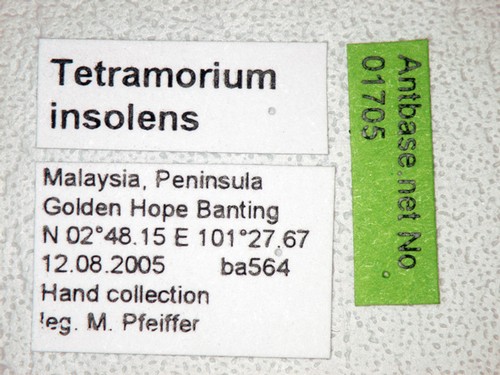 Tetramorium
insolens
Malaysia, Peninsula
Golden Hope Banting
N 02°48.15 E 101°27.67
12.08.2005 ba564
Hand collection
leg. M. Pfeiffer
Antbase.net No
01705